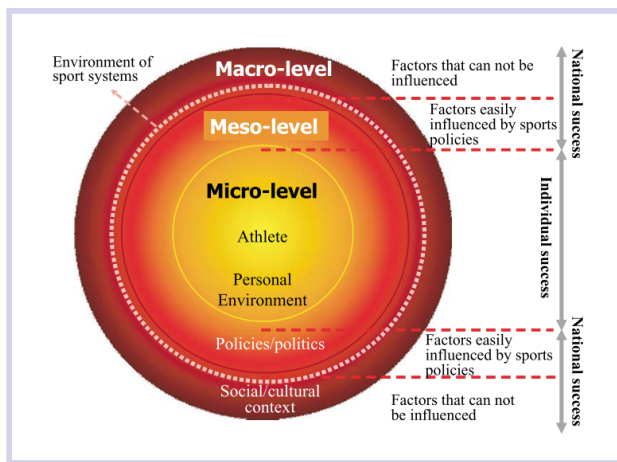 Environment of
sport systems
Macro-level
Factors that can not be
influenced
Meso-level
Factors easily
influenced by sports
policies
National success
Micro-level
Athlete
Personal
Environment
Individual success
Policies/politics
Factors easily
influenced by sports
policies
Social/cultural
context
Factors that can not
be influenced
National success